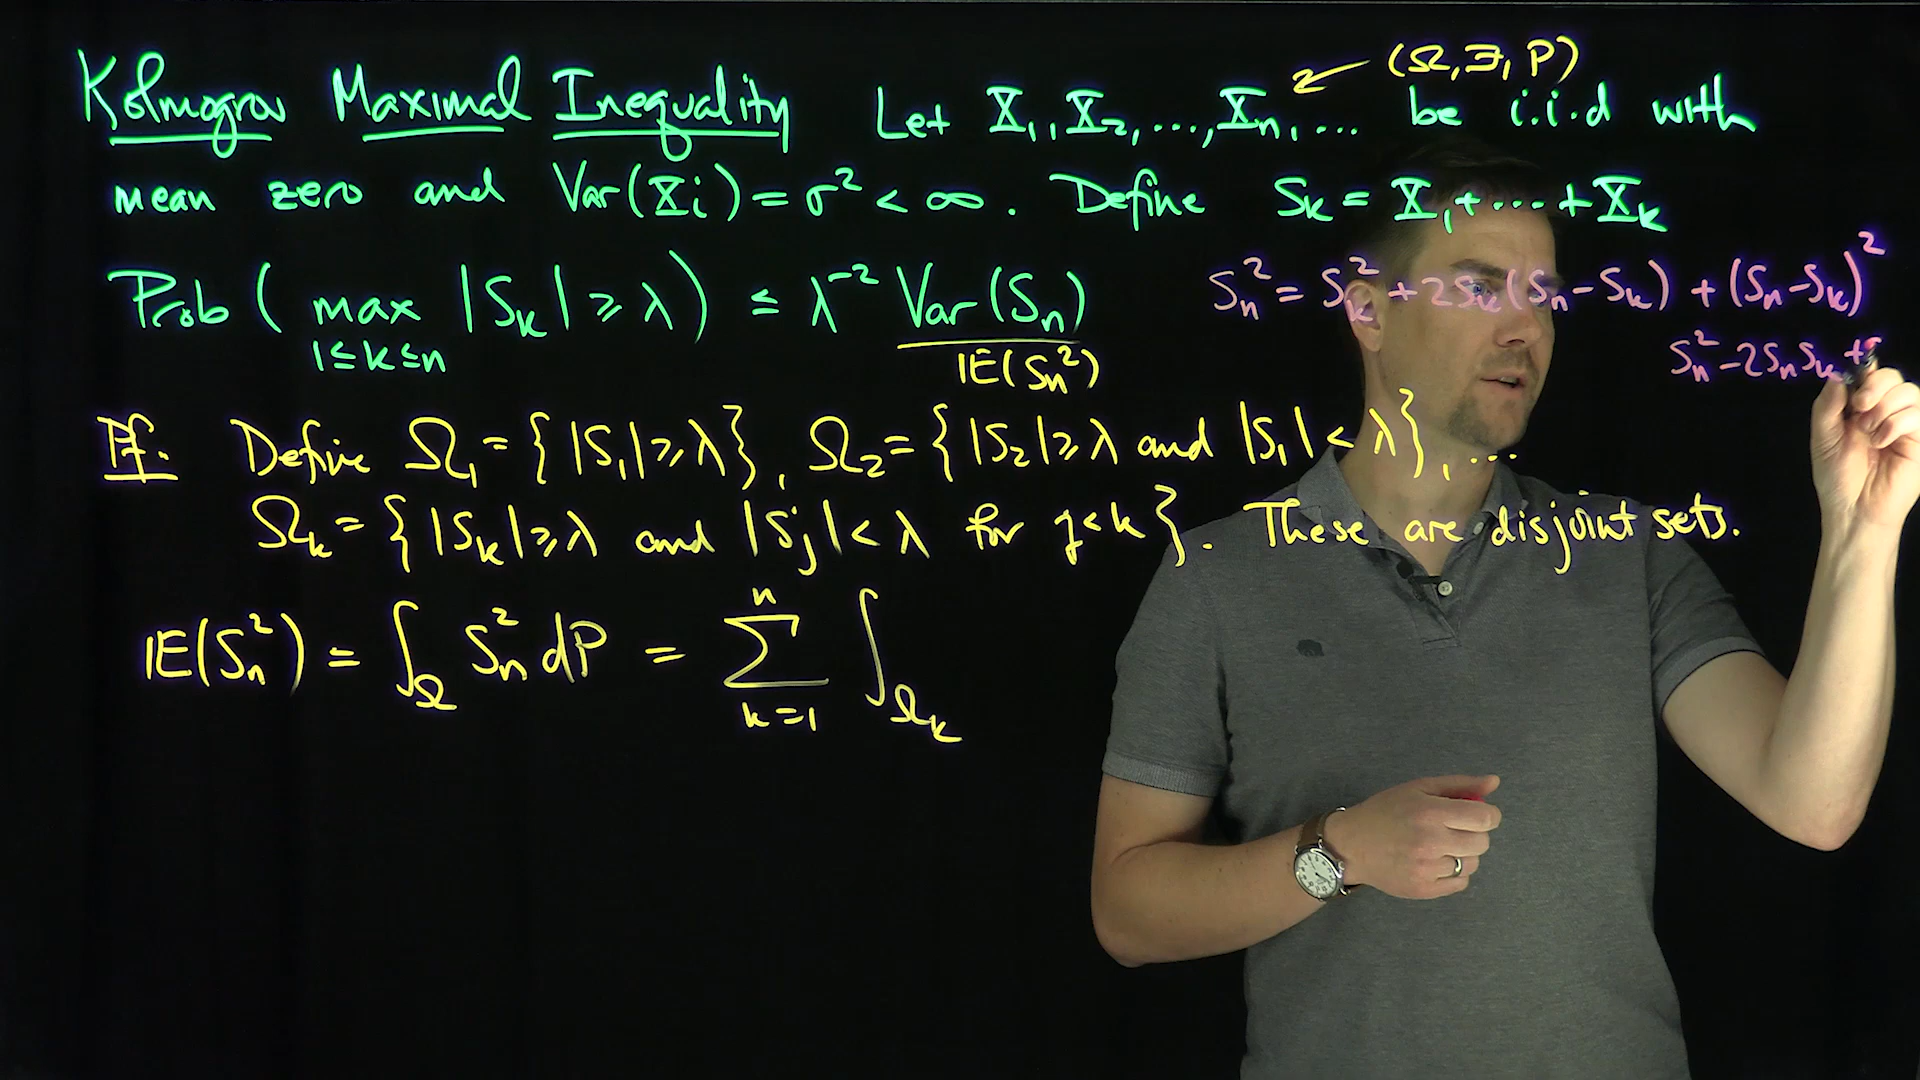 (Ω, ℱ, P)
Kolmogrov Maximal Inequality Let X₁, X₂, ..., Xₙ, ... be i.i.d with
mean zero and Var(Xi) = σ² < ∞. Define Sₖ = X₁ + ... + Xₖ
Prob ( max |Sₖ| ≥ λ ) ≤ λ⁻² Var(Sₙ)
1≤k≤n
𝔼(Sₙ²)
Sₙ² = Sₖ² + 2Sₖ(Sₙ-Sₖ) + (Sₙ-Sₖ)²
Sₙ² - 2SₙSₖ +
Pf: Define Ω₁ = {|S₁| ≥ λ}, Ω₂ = {|S₂| ≥ λ and |S₁| < λ}, ...
Ωₖ = {|Sₖ| ≥ λ and |Sⱼ| < λ for j<k}. These are disjoint sets.
𝔼(Sₙ²) = ∫_Ω Sₙ² dP = ∑_{k=1}^{n} ∫_{Ωₖ}